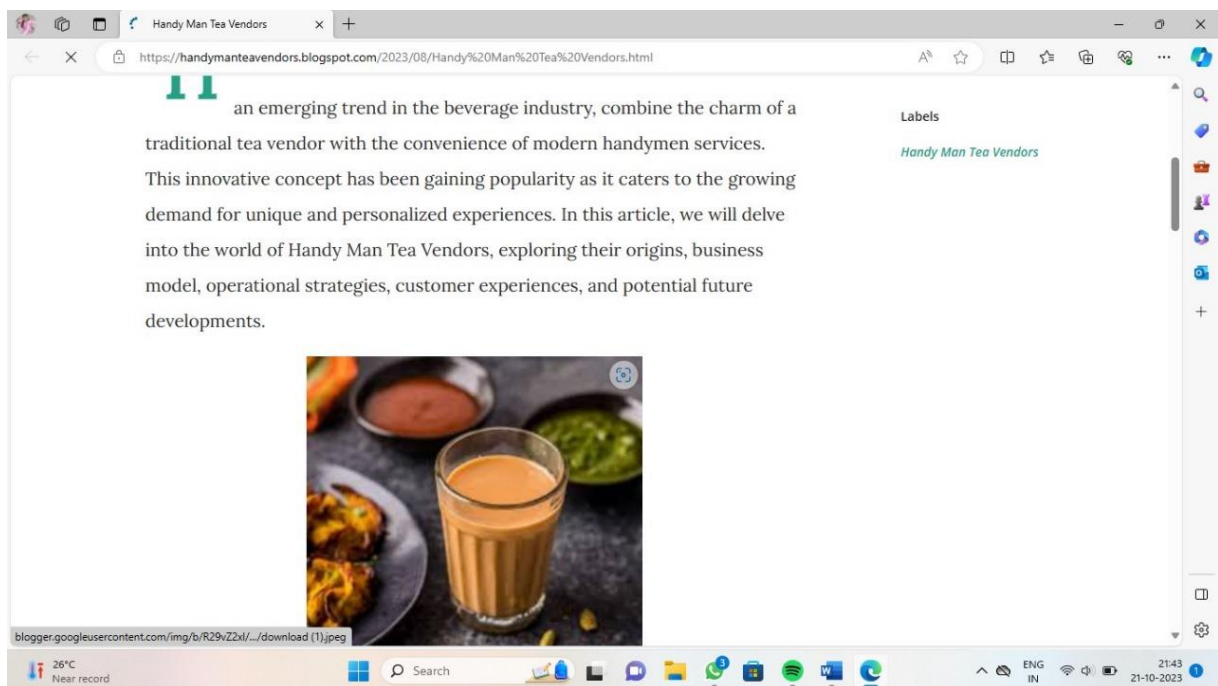 Handy Man Tea Vendors
https://handymanteavendors.blogspot.com/2023/08/Handy%20Man%20Tea%20Vendors.html
an emerging trend in the beverage industry, combine the charm of a
traditional tea vendor with the convenience of modern handymen services.
This innovative concept has been gaining popularity as it caters to the growing
demand for unique and personalized experiences. In this article, we will delve
into the world of Handy Man Tea Vendors, exploring their origins, business
model, operational strategies, customer experiences, and potential future
developments.
Labels
Handy Man Tea Vendors
blogger.googleusercontent.com/img/b/R29vZ2xl/.../download (1).jpeg
26°C
Near record
Search
3
ENG
IN
21:43
21-10-2023
1